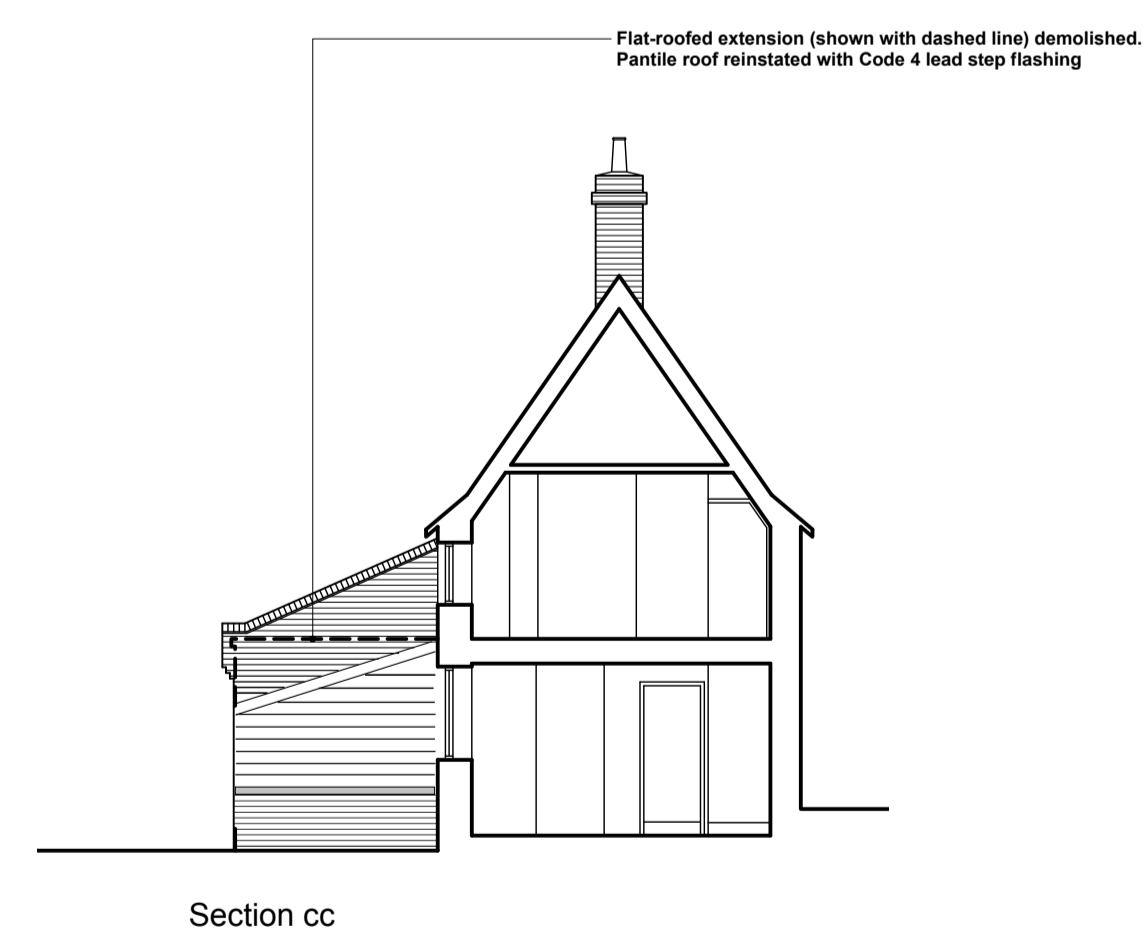 Flat-roofed extension (shown with dashed line) demolished.
Pantile roof reinstated with Code 4 lead step flashing
Section cc